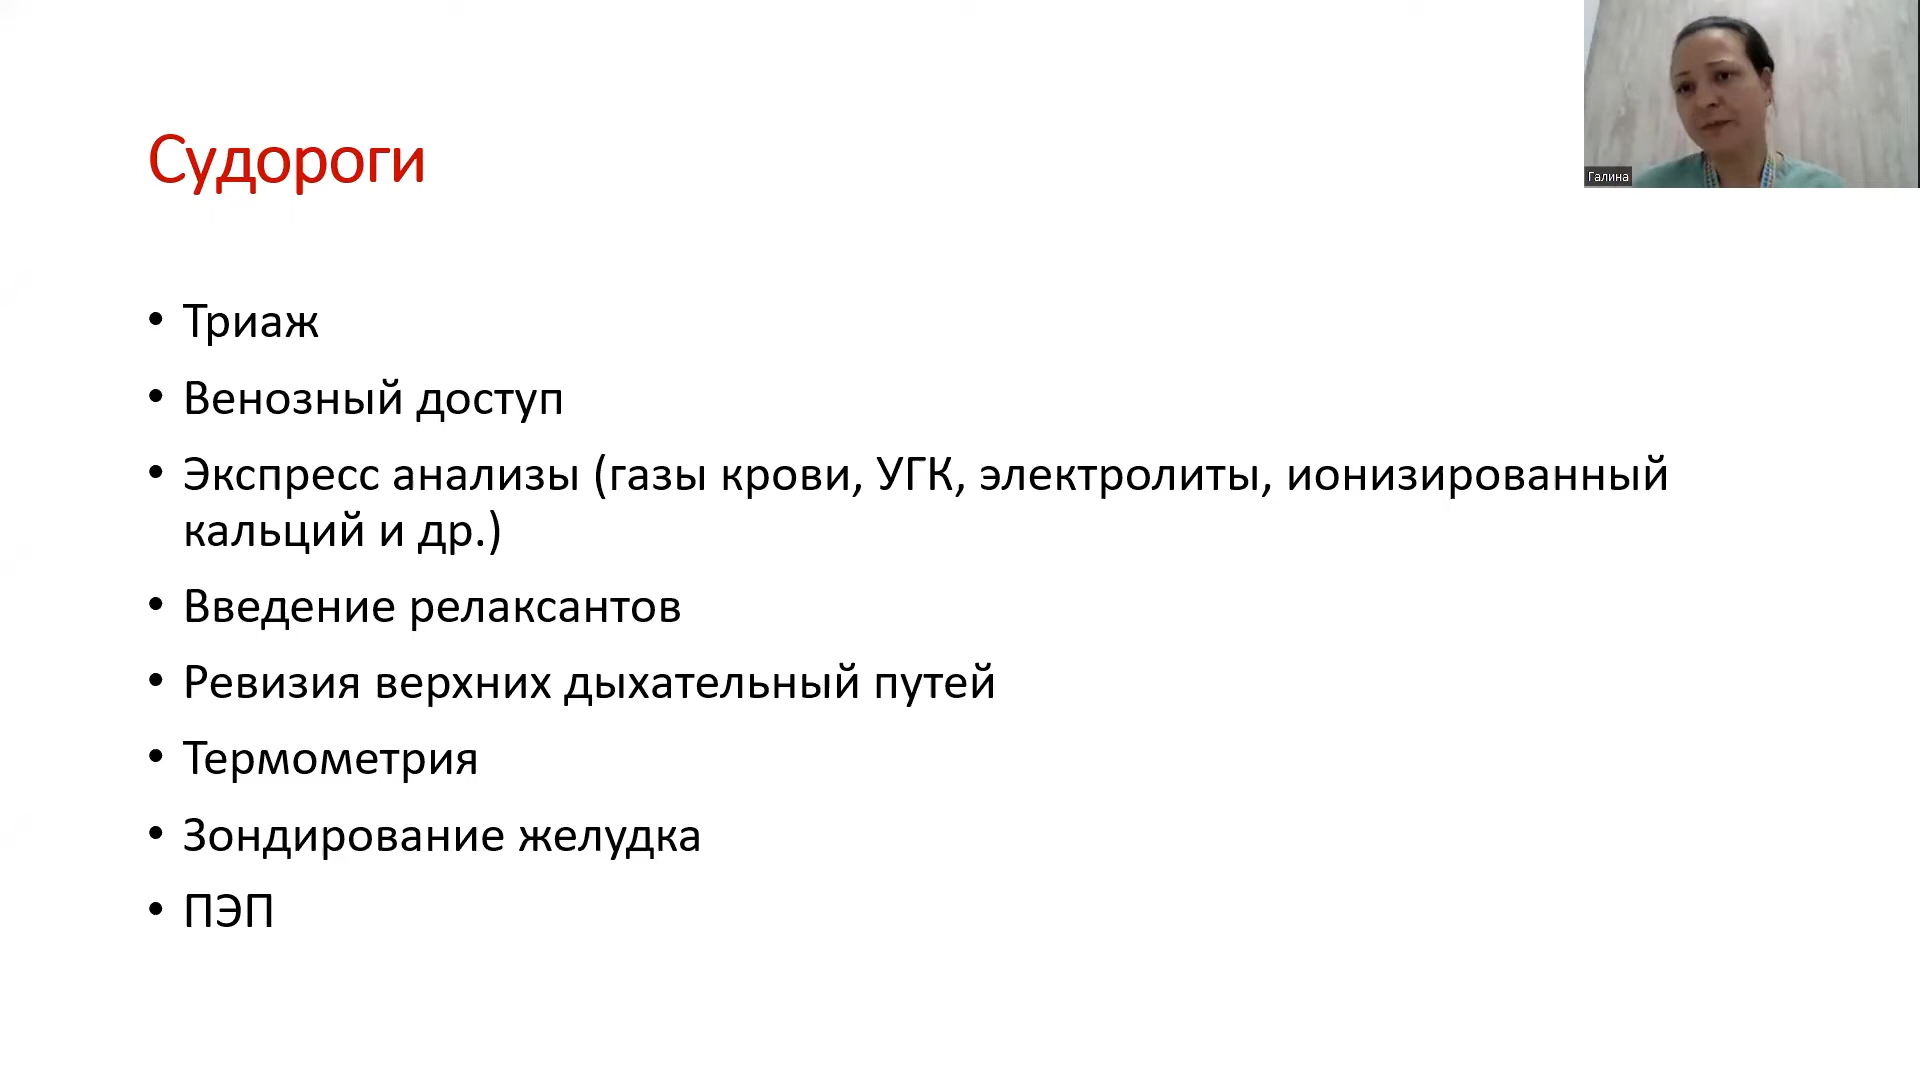 Судороги
Галина
• Триаж
• Венозный доступ
• Экспресс анализы (газы крови, УГК, электролиты, ионизированный
кальций и др.)
• Введение релаксантов
• Ревизия верхних дыхательный путей
• Термометрия
• Зондирование желудка
• ПЭП